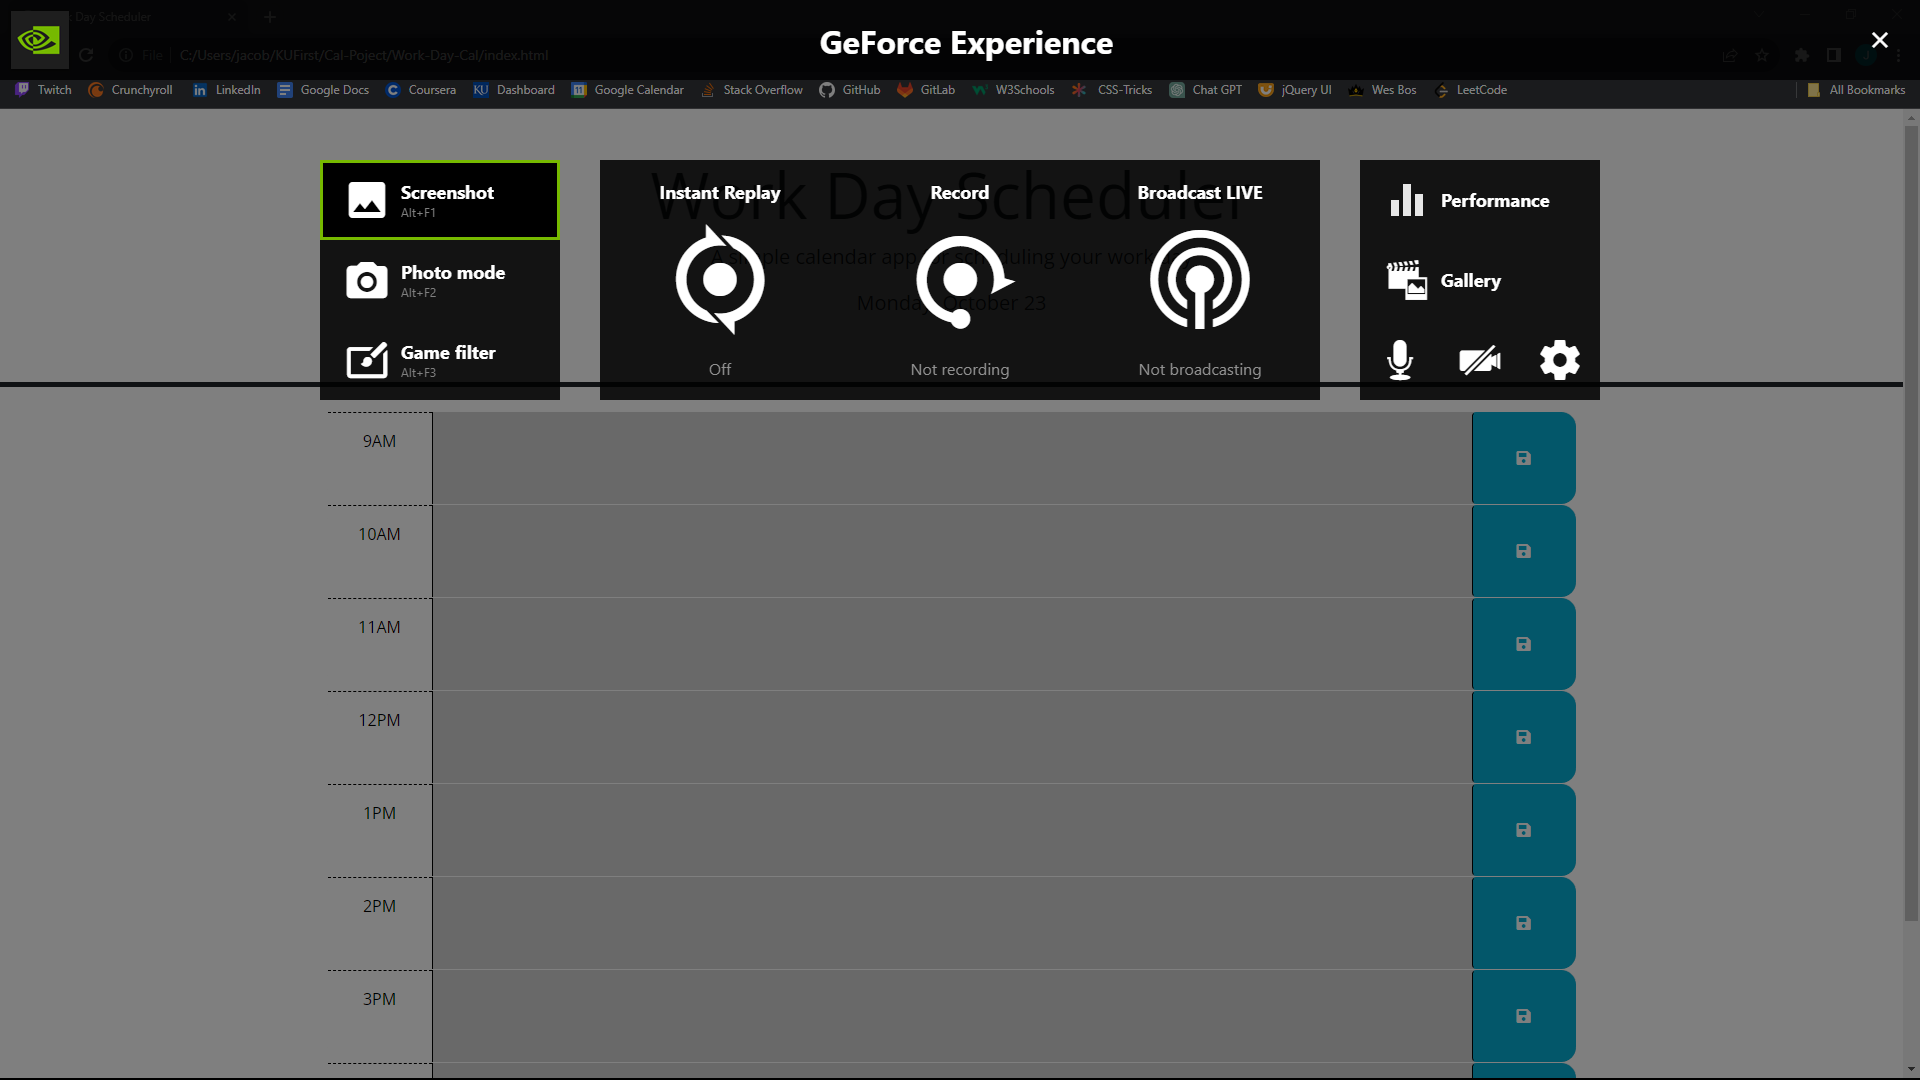 Day Scheduler
File C:/Users/jacob/KUFirst/Cal-Poject/Work-Day-Cal/index.html
GeForce Experience
Twitch Crunchyroll LinkedIn Google Docs Coursera Dashboard Google Calendar Stack Overflow GitHub GitLab W3Schools CSS-Tricks Chat GPT jQuery UI Wes Bos LeetCode All Bookmarks
Screenshot
Alt+F1
Photo mode
Alt+F2
Game filter
Alt+F3
Instant Replay
Off
Record
Not recording
Broadcast LIVE
Not broadcasting
Performance
Gallery
Work Day Scheduler
A simple calendar app for scheduling your work
Monday, October 23
9AM
10AM
11AM
12PM
1PM
2PM
3PM